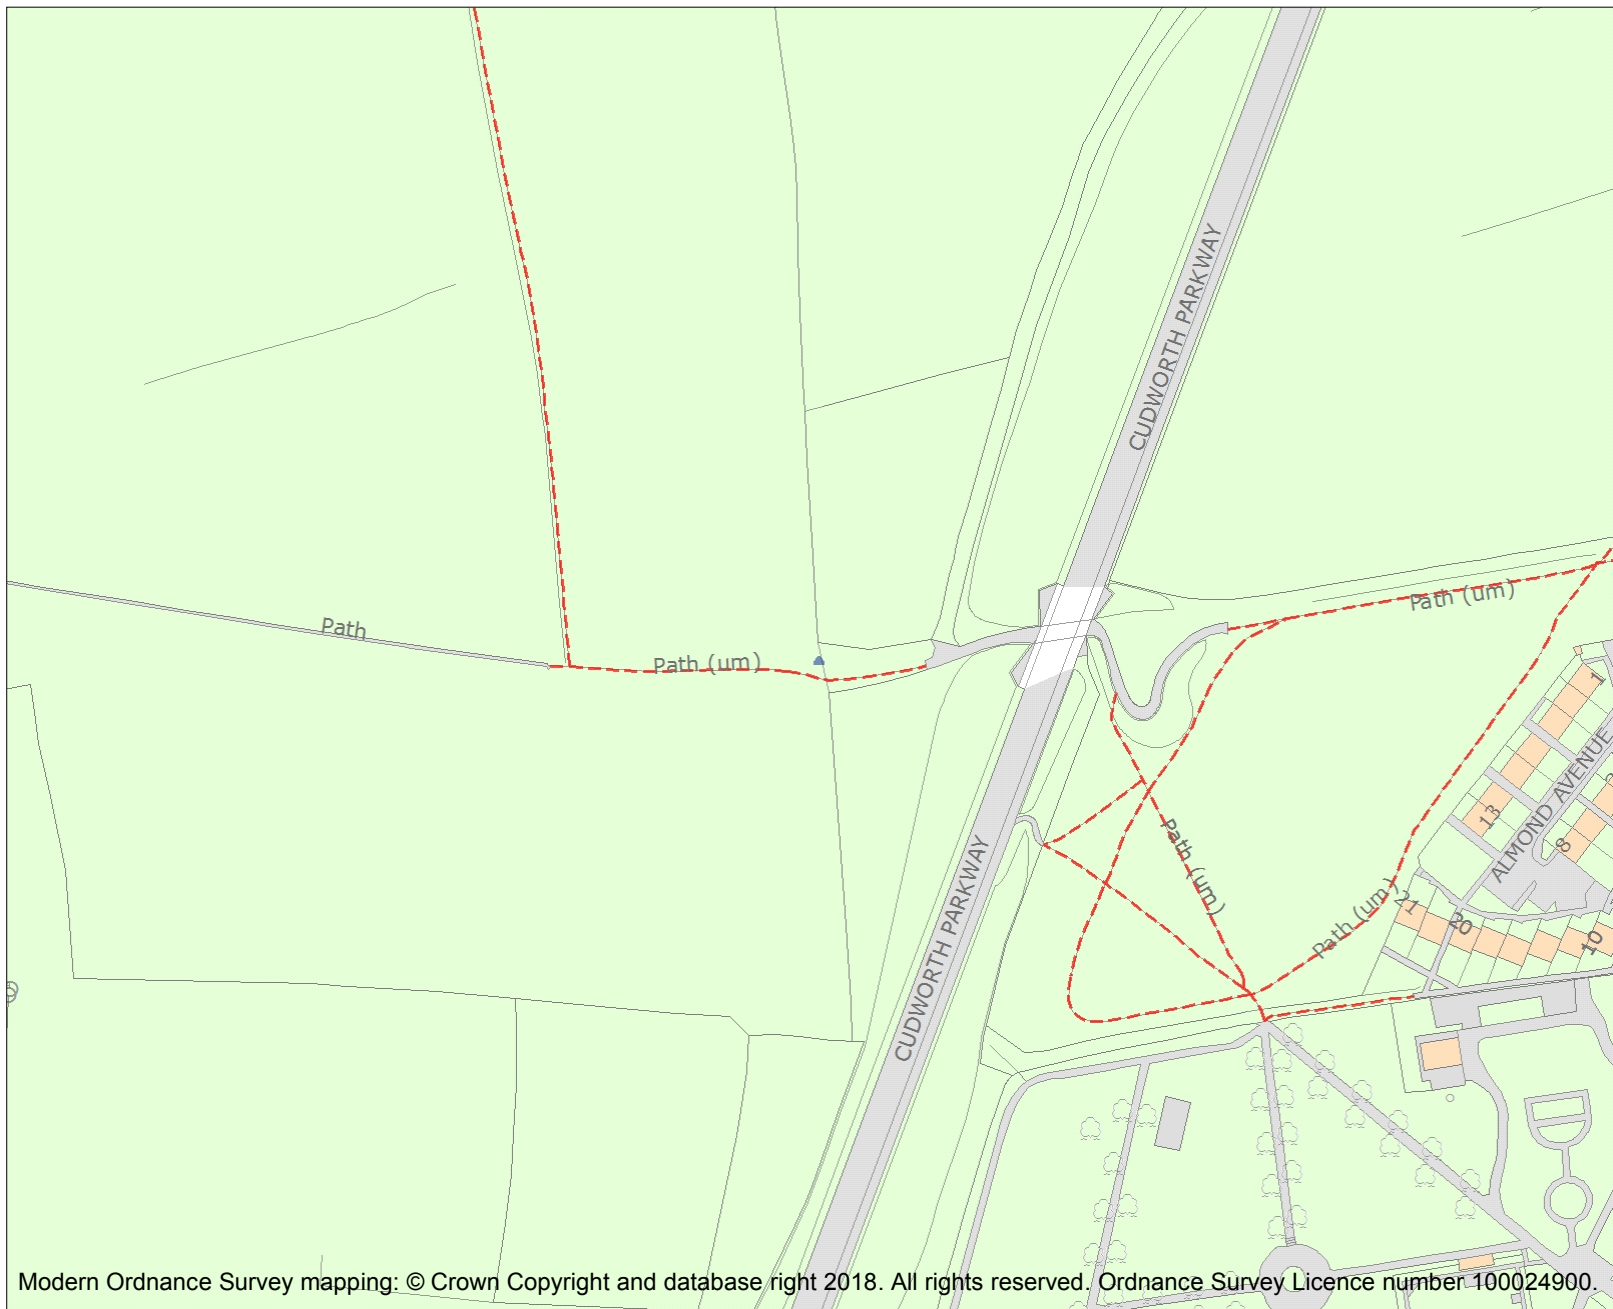 CUDWORTH PARKWAY
Path (um)
Path
Path (um)
1
ALMOND AVENUE
13
8
Path (um)
CUDWORTH PARKWAY
Path (um)
21
20
10
Modern Ordnance Survey mapping: © Crown Copyright and database right 2018. All rights reserved. Ordnance Survey Licence number 100024900.